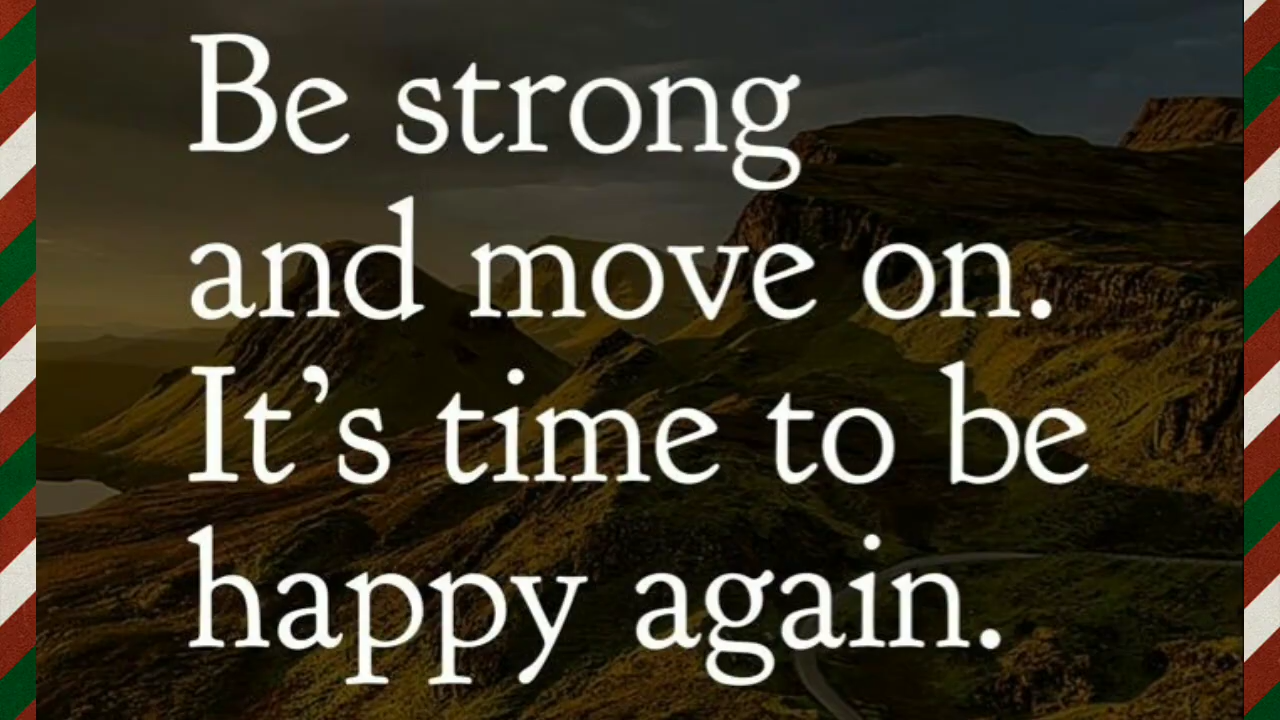 Be strong
and move on.
It’s time to be
happy again.